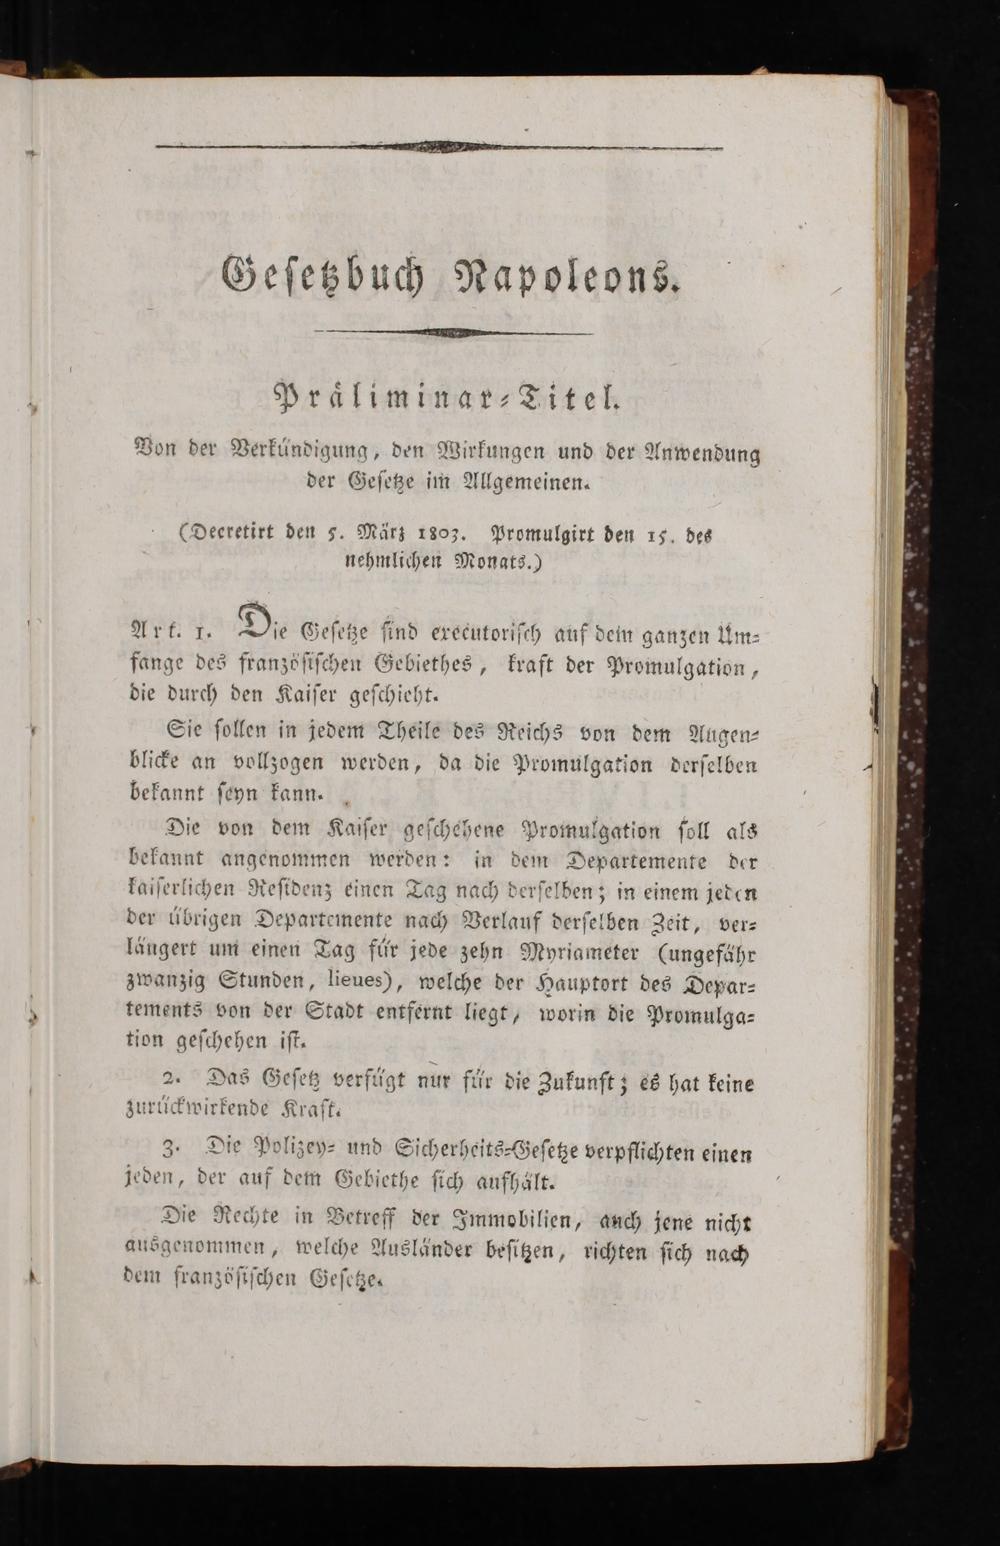 Geſetzbuch Napoleons.
Präliminar-Titel.
Von der Verkündigung, den Wirkungen und der Anwendung
der Geſetze im Allgemeinen.
(Decretirt den 5. März 1803. Promulgirt den 15. des
nehmlichen Monats.)
Art. 1. Die Geſetze ſind executoriſch auf dem ganzen Um-
fange des franzöſiſchen Gebiethes, kraft der Promulgation,
die durch den Kaiſer geſchieht.
Sie ſollen in jedem Theile des Reichs von dem Augen-
blicke an vollzogen werden, da die Promulgation derſelben
bekannt ſeyn kann.
Die von dem Kaiſer geſchehene Promulgation ſoll als
bekannt angenommen werden: in dem Departemente der
kaiſerlichen Reſidenz einen Tag nach derſelben; in einem jeden
der übrigen Departemente nach Verlauf derſelben Zeit, ver-
längert um einen Tag für jede zehn Myriameter (ungefähr
zwanzig Stunden, lieues), welche der Hauptort des Depar-
tements von der Stadt entfernt liegt, worin die Promulga-
tion geſchehen iſt.
2. Das Geſetz verfügt nur für die Zukunft; es hat keine
zurückwirkende Kraft.
3. Die Polizey- und Sicherheits-Geſetze verpflichten einen
jeden, der auf dem Gebiethe ſich aufhält.
Die Rechte in Betreff der Immobilien, auch jene nicht
ausgenommen, welche Ausländer beſitzen, richten ſich nach
dem franzöſiſchen Geſetze.